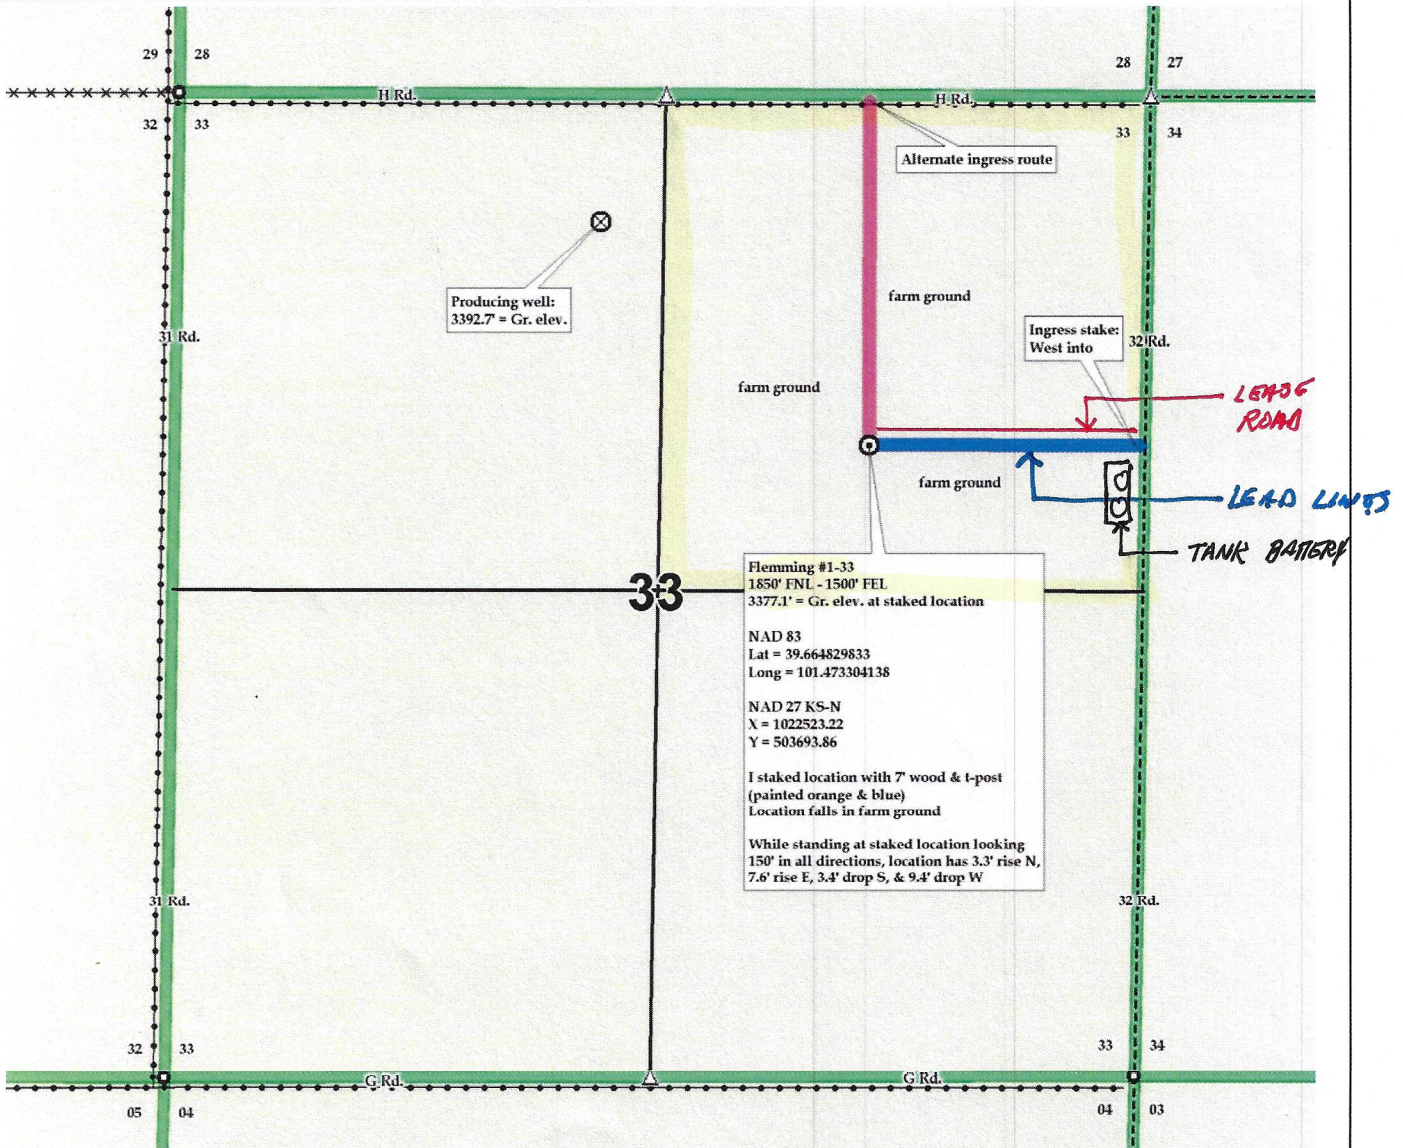 29 28
28 27
H Rd.
H Rd.
32 33
33 34
Alternate ingress route
Producing well:
3392.7' = Gr. elev.
farm ground
Ingress stake:
West into
31 Rd.
32 Rd.
farm ground
LEASE
ROAD
farm ground
LEAD LINES
TANK BATTERY
33
Flemming #1-33
1850' FNL - 1500' FEL
3377.1' = Gr. elev. at staked location
NAD 83
Lat = 39.664829833
Long = 101.473304138
NAD 27 KS-N
X = 1022523.22
Y = 503693.86
I staked location with 7' wood & t-post
(painted orange & blue)
Location falls in farm ground
While standing at staked location looking
150' in all directions, location has 3.3' rise N,
7.6' rise E, 3.4' drop S, & 9.4' drop W
31 Rd.
32 Rd.
32 33
33 34
G Rd.
G Rd.
05 04
04 03